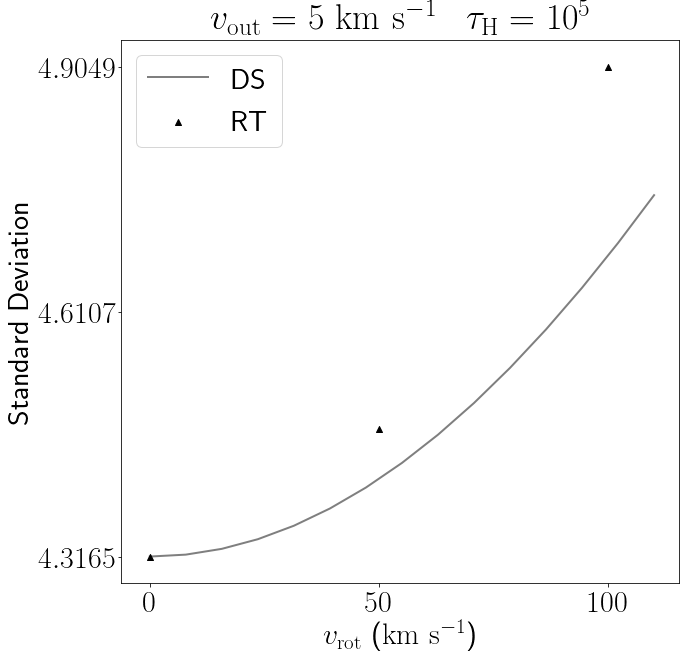 v_out = 5 km s^−1 τ_H = 10^5
DS
RT
Standard Deviation
4.9049
4.6107
4.3165
0 50 100
v_rot (km s^−1)